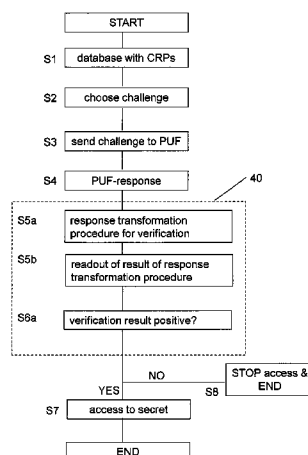 START
S1
database with CRPs
S2
choose challenge
S3
send challenge to PUF
S4
PUF-response
40
S5a
response transformation
procedure for verification
S5b
readout of result of response
transformation procedure
S6a
verification result positive?
NO
STOP access &
END
YES
S8
S7
access to secret
END